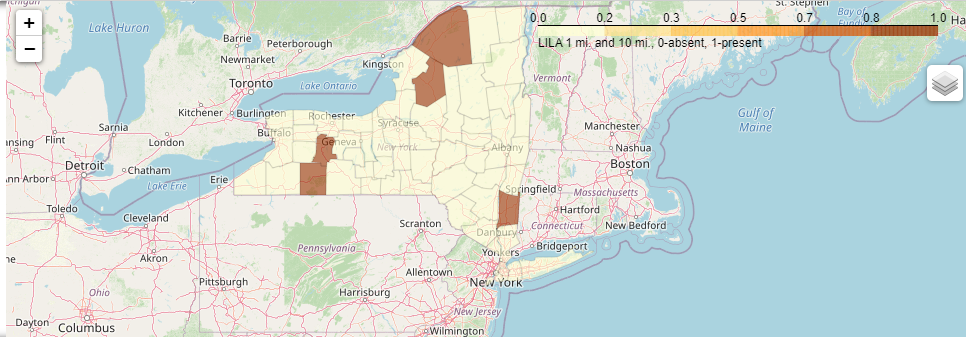 +
−
Lake Huron
Barrie
Newmarket
Peterborough
Kingston
Toronto
Lake Ontario
Kitchener
Burlington
Rochester
Syracuse
Buffalo
Geneva
New York
Albany
Vermont
0.0 0.2 0.3 0.5 0.7 0.8 1.0
LILA 1 mi. and 10 mi., 0-absent, 1-present
St. Stephen
Bay of
Gulf of
Maine
Manchester
Nashua
Boston
Sarnia
London
Flint
Detroit
Chatham
Ann Arbor
Lake Erie
Erie
Toledo
Cleveland
Akron
Springfield
Massachusetts
Hartford
Connecticut
New Bedford
Danbury
Bridgeport
Yonkers
New York
Scranton
Pennsylvania
Allentown
Pittsburgh
Harrisburg
New Jersey
Ohio
Dayton
Columbus
Wilmington